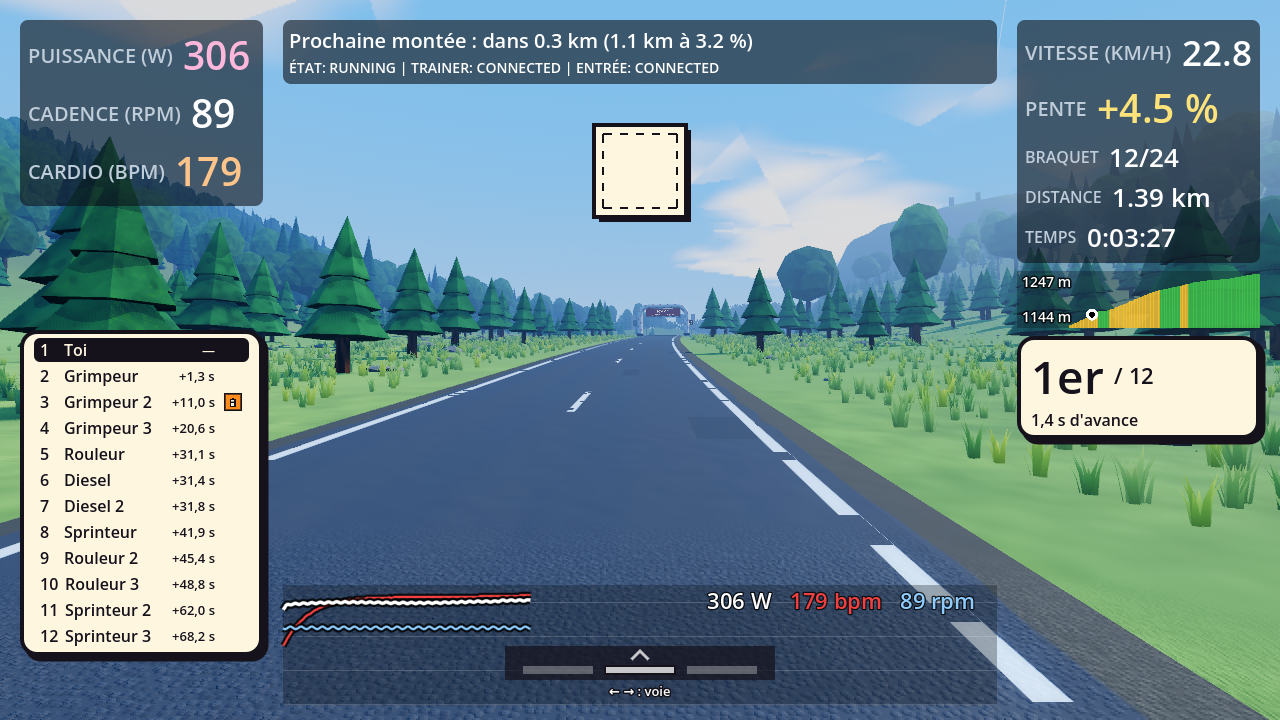 PUISSANCE (W) 306
CADENCE (RPM) 89
CARDIO (BPM) 179
Prochaine montée : dans 0.3 km (1.1 km à 3.2 %)
ÉTAT: RUNNING | TRAINER: CONNECTED | ENTRÉE: CONNECTED
VITESSE (KM/H) 22.8
PENTE +4.5 %
BRAQUET 12/24
DISTANCE 1.39 km
TEMPS 0:03:27
1247 m
1144 m
1er / 12
1,4 s d'avance
1 Toi —
2 Grimpeur +1,3 s
3 Grimpeur 2 +11,0 s
4 Grimpeur 3 +20,6 s
5 Rouleur +31,1 s
6 Diesel +31,4 s
7 Diesel 2 +31,8 s
8 Sprinteur +41,9 s
9 Rouleur 2 +45,4 s
10 Rouleur 3 +48,8 s
11 Sprinteur 2 +62,0 s
12 Sprinteur 3 +68,2 s
306 W 179 bpm 89 rpm
← → : voie